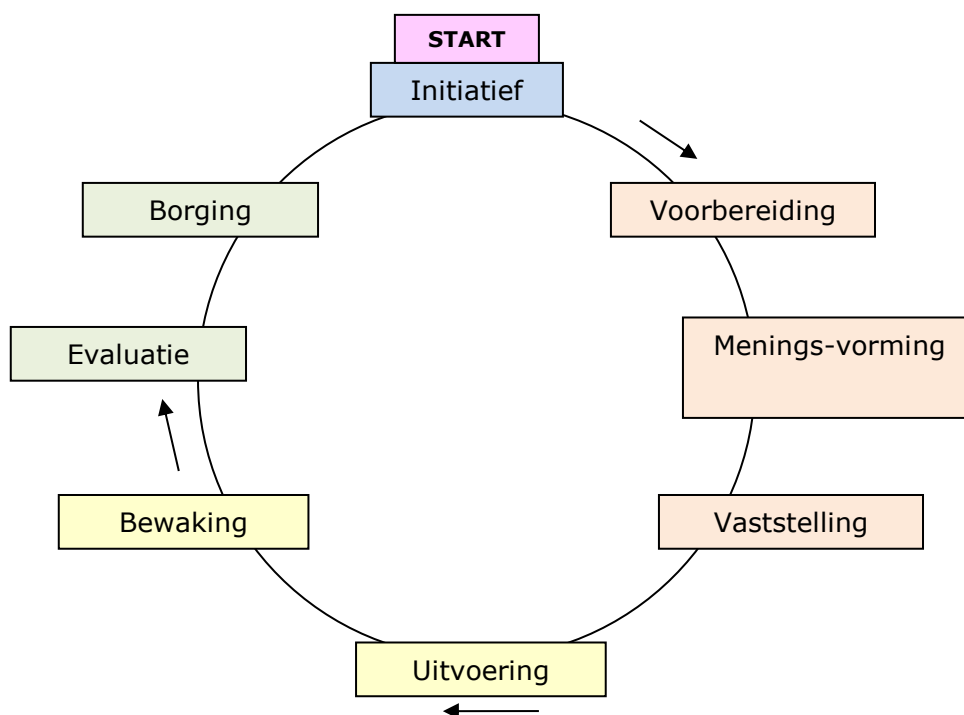 START
Initiatief
Voorbereiding
Menings-vorming
Vaststelling
Uitvoering
Bewaking
Evaluatie
Borging